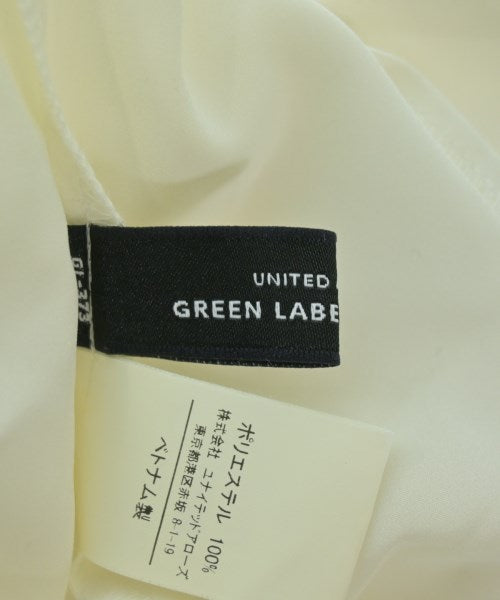 UNITED
GREEN LABE
GL-373
ポリエステル 100%
株式会社 ユナイテッドアローズ
東京都港区赤坂 8-1-19
ベトナム製